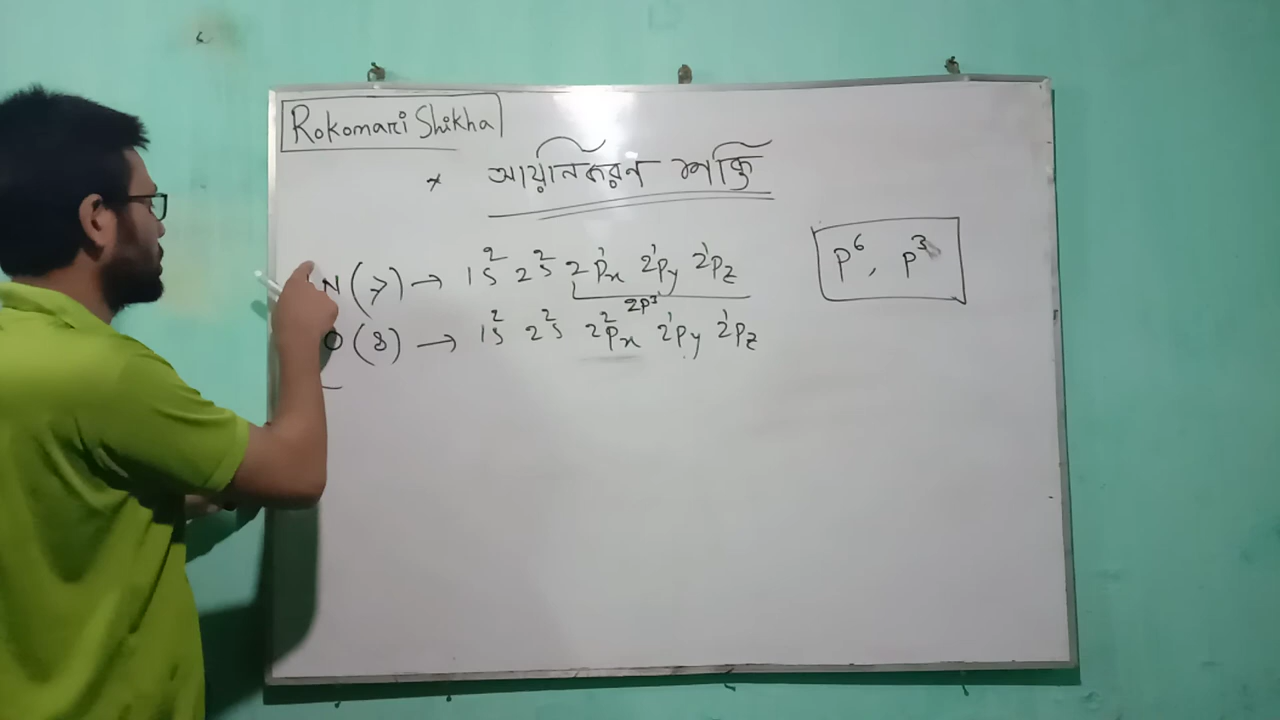 Rokomari Shikha
* আয়নিকরন শক্তি
N (7) → 1s² 2s² 2p¹x 2p¹y 2p¹z
2p³
O (8) → 1s² 2s² 2p²x 2p¹y 2p¹z
p⁶, p³